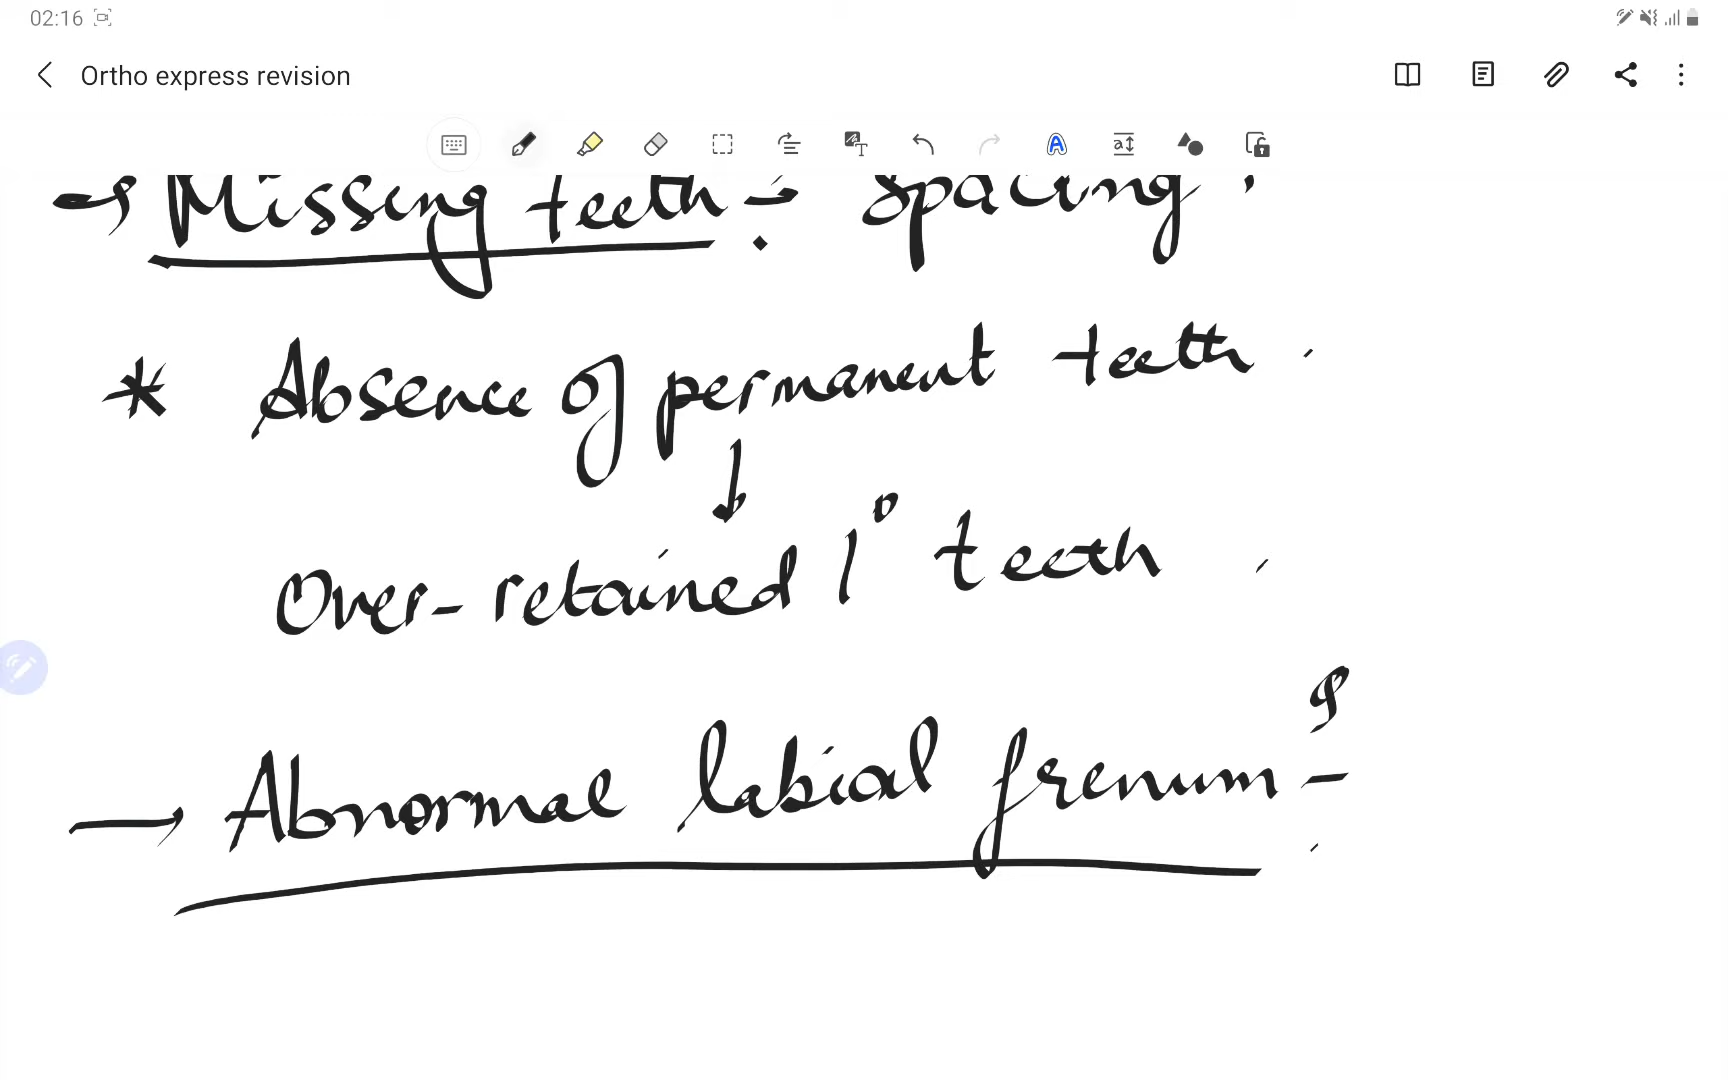 02:16
Ortho express revision
→ Missing teeth :- Spacing.
* Absence of permanent teeth.
↓
Over-retained 1° teeth.
→ Abnormal labial frenum :-